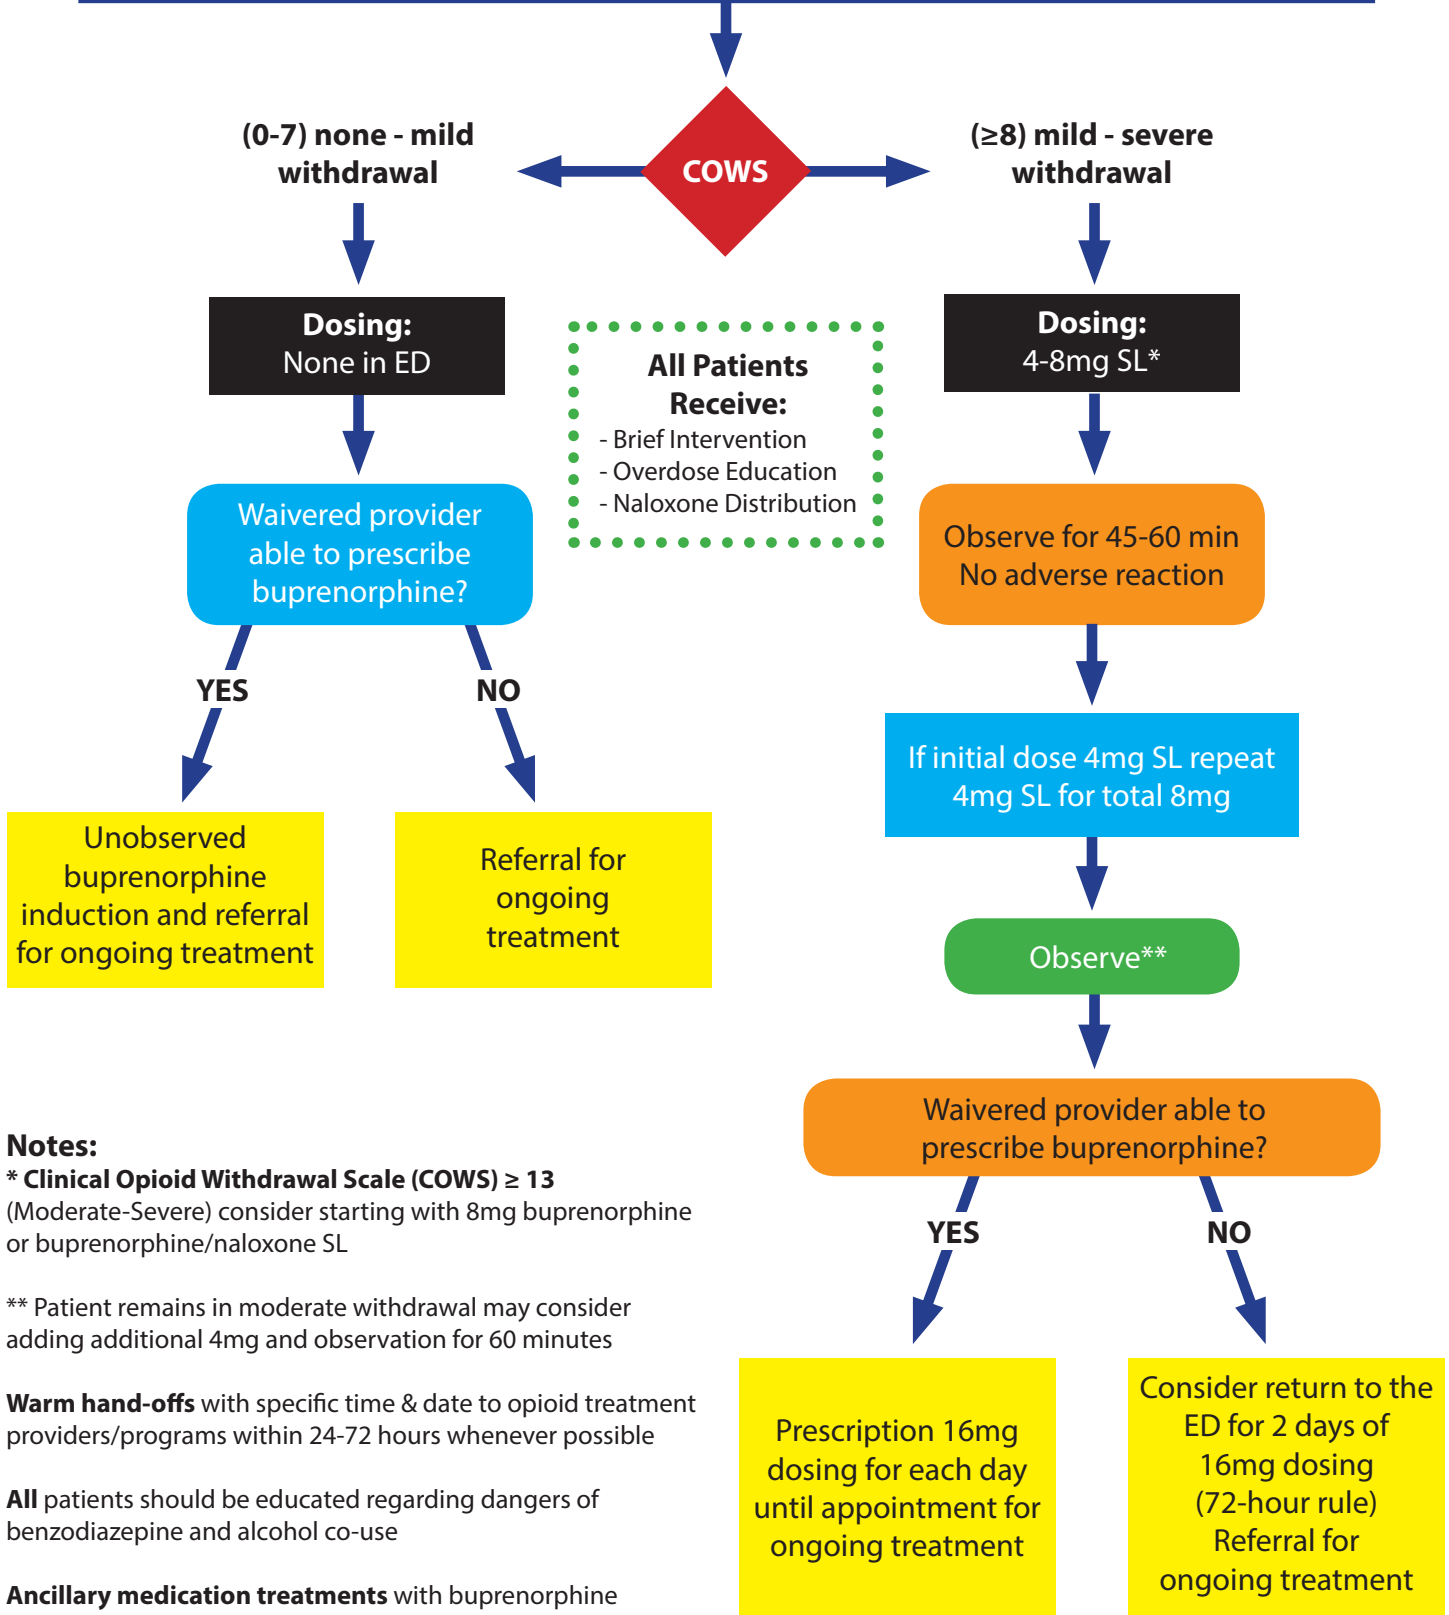 COWS
(0-7) none - mild
withdrawal
(≥8) mild - severe
withdrawal
Dosing:
None in ED
Waivered provider
able to prescribe
buprenorphine?
YES
NO
Unobserved
buprenorphine
induction and referral
for ongoing treatment
Referral for
ongoing
treatment
All Patients
Receive:
- Brief Intervention
- Overdose Education
- Naloxone Distribution
Dosing:
4-8mg SL*
Observe for 45-60 min
No adverse reaction
If initial dose 4mg SL repeat
4mg SL for total 8mg
Observe**
Waivered provider able to
prescribe buprenorphine?
YES
NO
Prescription 16mg
dosing for each day
until appointment for
ongoing treatment
Consider return to the
ED for 2 days of
16mg dosing
(72-hour rule)
Referral for
ongoing treatment
Notes:
* Clinical Opioid Withdrawal Scale (COWS) ≥ 13
(Moderate-Severe) consider starting with 8mg buprenorphine
or buprenorphine/naloxone SL
** Patient remains in moderate withdrawal may consider
adding additional 4mg and observation for 60 minutes
Warm hand-offs with specific time & date to opioid treatment
providers/programs within 24-72 hours whenever possible
All patients should be educated regarding dangers of
benzodiazepine and alcohol co-use
Ancillary medication treatments with buprenorphine